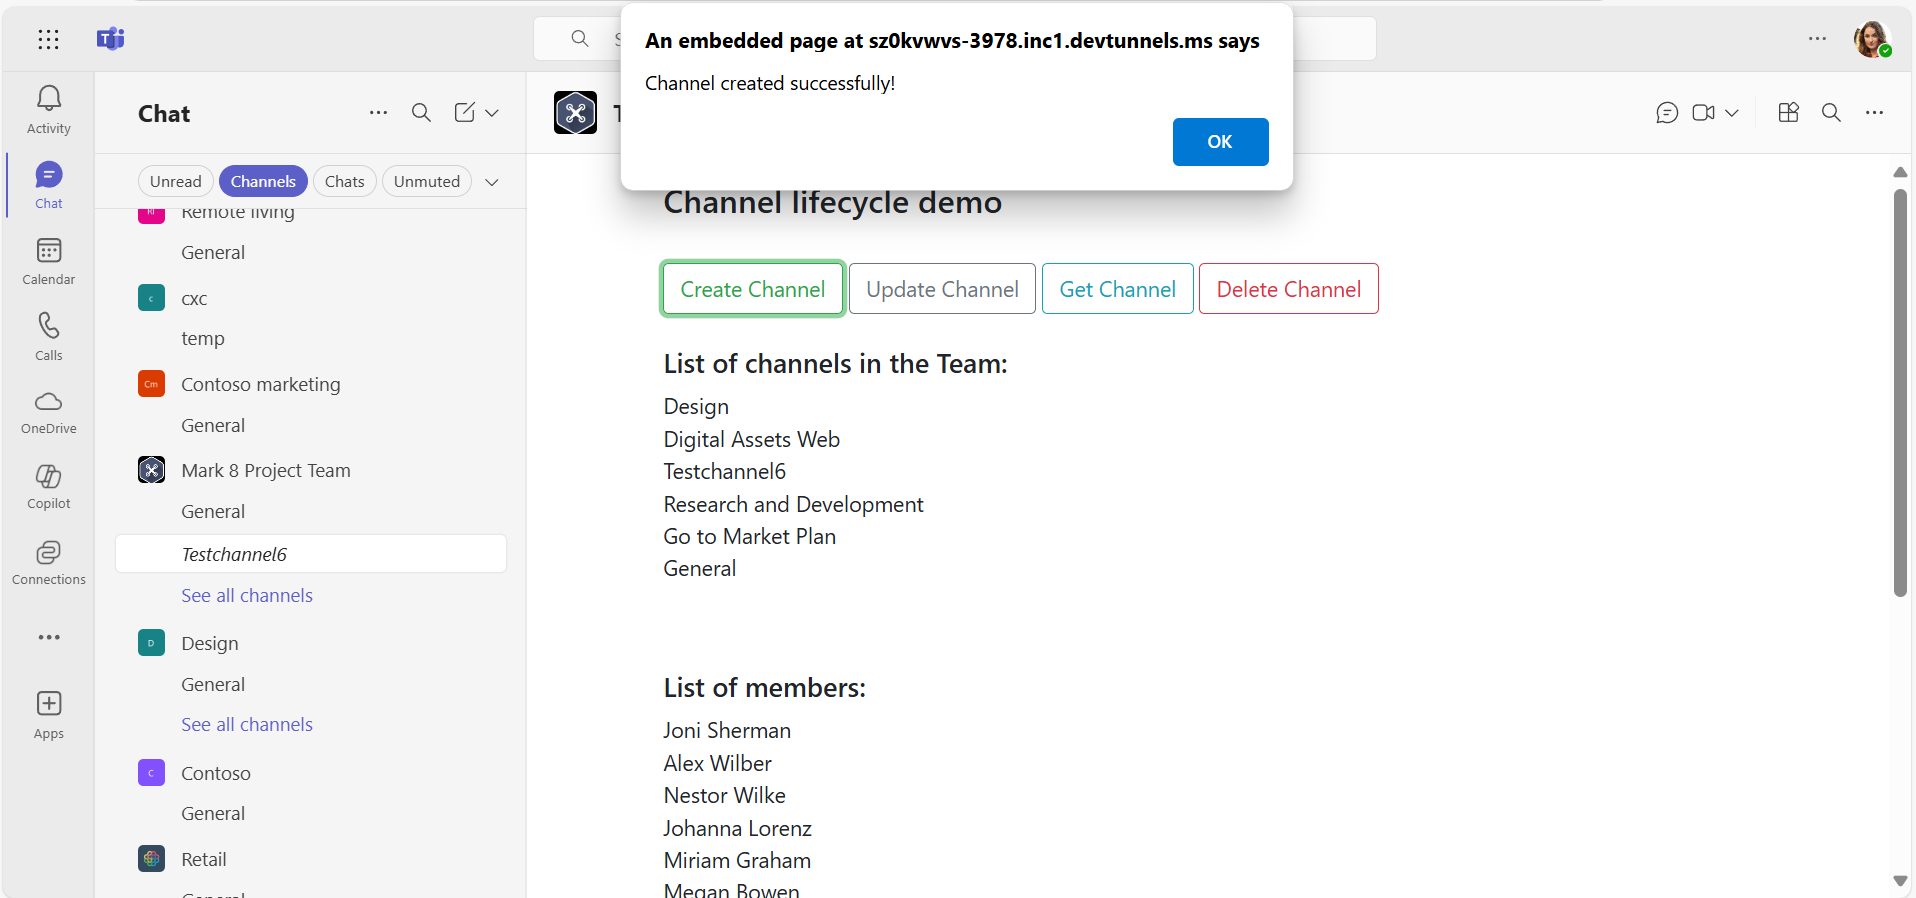 An embedded page at sz0kvwvs-3978.inc1.devtunnels.ms says
Channel created successfully!
OK
Activity
Chat
Calendar
Calls
OneDrive
Copilot
Connections
Apps
Chat
Unread
Channels
Chats
Unmuted
Remote living
General
c
cxc
temp
Cm
Contoso marketing
General
Mark 8 Project Team
General
Testchannel6
See all channels
D
Design
General
See all channels
C
Contoso
General
Retail
General
Channel lifecycle demo
Create Channel
Update Channel
Get Channel
Delete Channel
List of channels in the Team:
Design
Digital Assets Web
Testchannel6
Research and Development
Go to Market Plan
General
List of members:
Joni Sherman
Alex Wilber
Nestor Wilke
Johanna Lorenz
Miriam Graham
Megan Bowen